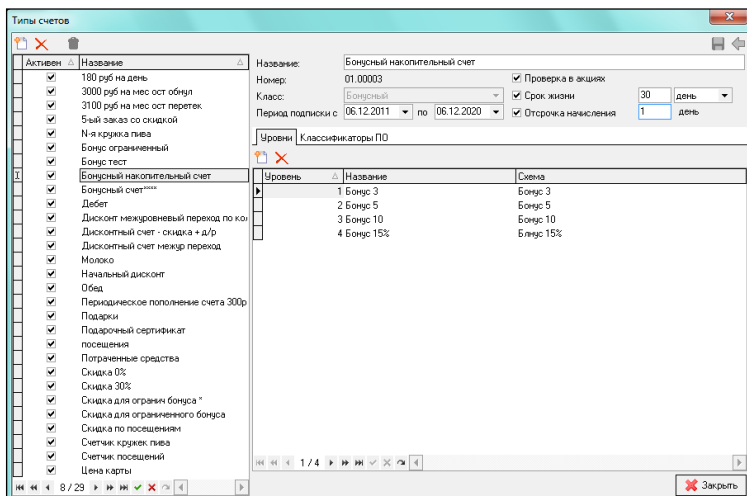 Типы счетов
Активен Название
180 руб на день
3000 руб на мес ост обнул
3100 руб на мес ост перетек
5-ый заказ со скидкой
N-я кружка пива
Бонус ограниченный
Бонус тест
Бонусный накопительный счет
Бонусный счет****
Дебет
Дисконт межуровневый переход по кол
Дисконтный счет - скидка + д/р
Дисконтный счет межур переход
Молоко
Начальный дисконт
Обед
Периодическое пополнение счета 300р
Подарки
Подарочный сертификат
посещения
Потраченные средства
Скидка 0%
Скидка 30%
Скидка для огранич бонуса *
Скидка для ограниченного бонуса
Скидка по посещениям
Счетчик кружек пива
Счетчик посещений
Цена карты
8 / 29
Название: Бонусный накопительный счет
Номер: 01.00003 Проверка в акциях
Класс: Бонусный Срок жизни 30 день
Период подписки с 06.12.2011 по 06.12.2020 Отсрочка начисления 1 день
Уровни Классификаторы ПО
Уровень Название Схема
1 Бонус 3 Бонус 3
2 Бонус 5 Бонус 5
3 Бонус 10 Бонус 10
4 Бонус 15% Блнус 15%
1 / 4
Закрыть